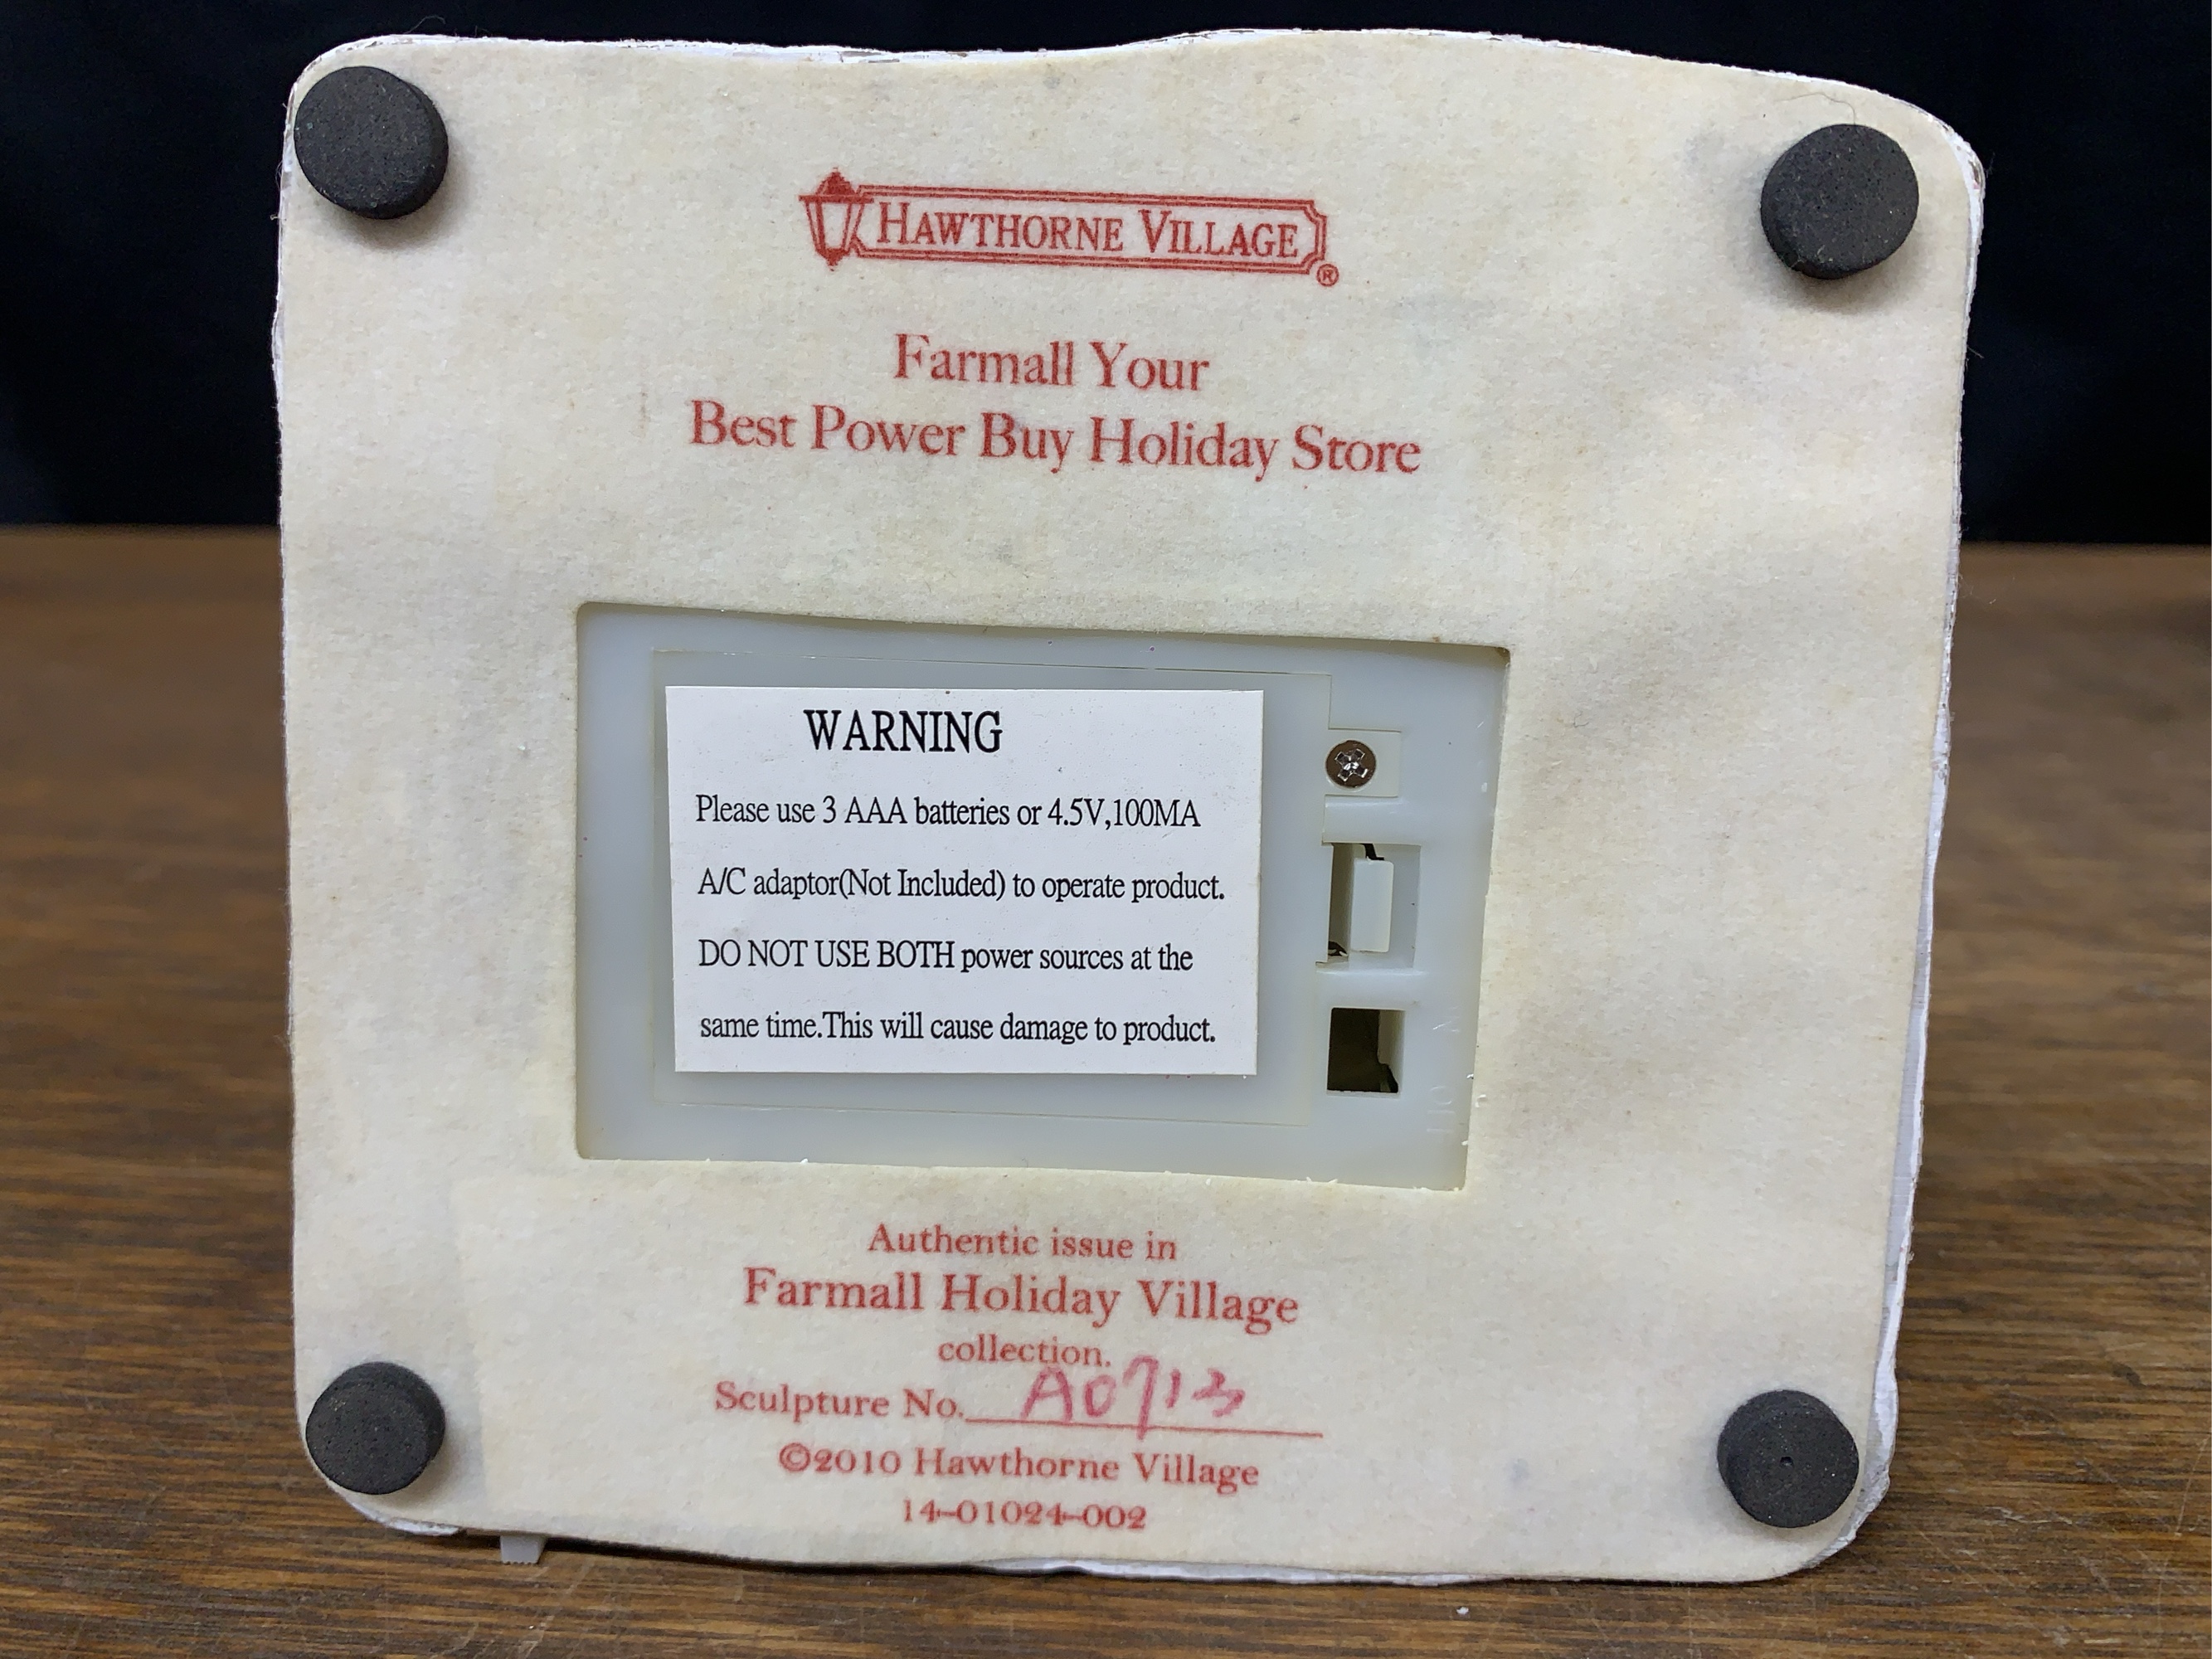 HAWTHORNE VILLAGE®
Farmall Your
Best Power Buy Holiday Store
WARNING
Please use 3 AAA batteries or 4.5V,100MA
A/C adaptor(Not Included) to operate product.
DO NOT USE BOTH power sources at the
same time.This will cause damage to product.
Authentic issue in
Farmall Holiday Village
collection.
Sculpture No. A0713
©2010 Hawthorne Village
14-01024-002